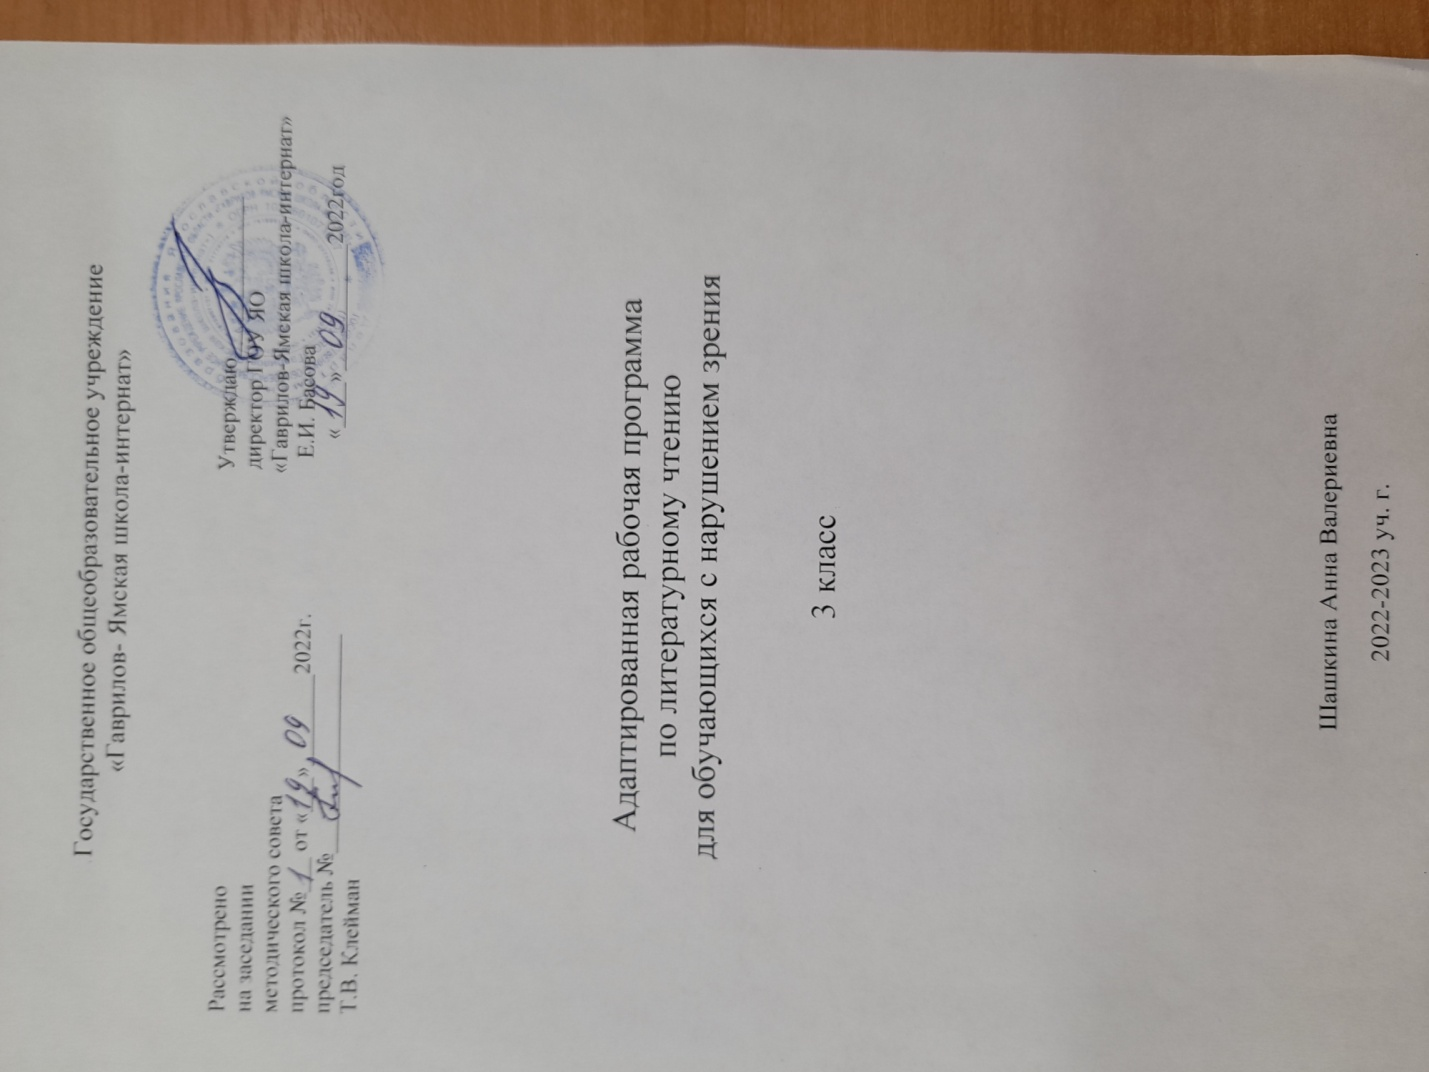 Государственное общеобразовательное учреждение
«Гаврилов- Ямская школа-интернат»
Рассмотрено
на заседании
методического совета
протокол № 1 от «19» 09 2022г.
председатель №
Т.В. Клейман
Утверждаю
директор ГОУ ЯО
«Гаврилов-Ямская школа-интернат»
Е.И. Басова
«19» 09 2022год
Адаптированная рабочая программа
по литературному чтению
для обучающихся с нарушением зрения
3 класс
Шашкина Анна Валериевна
2022-2023 уч. г.